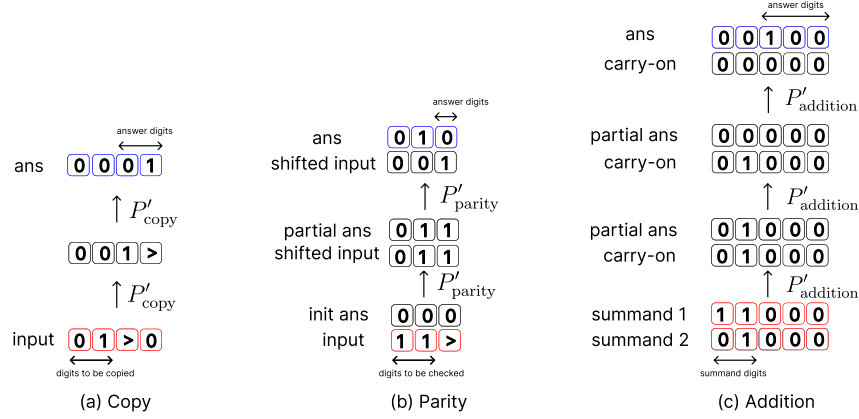 answer digits
ans 0 0 0 1
P′copy
0 0 1 >
P′copy
input 0 1 > 0
digits to be copied
(a) Copy
answer digits
ans 0 1 0
shifted input 0 0 1
P′parity
partial ans 0 1 1
shifted input 0 1 1
P′parity
init ans 0 0 0
input 1 1 >
digits to be checked
(b) Parity
answer digits
ans 0 0 1 0 0
carry-on 0 0 0 0 0
P′addition
partial ans 0 0 0 0 0
carry-on 0 1 0 0 0
P′addition
partial ans 0 1 0 0 0
carry-on 0 1 0 0 0
P′addition
summand 1 1 1 0 0 0
summand 2 0 1 0 0 0
summand digits
(c) Addition